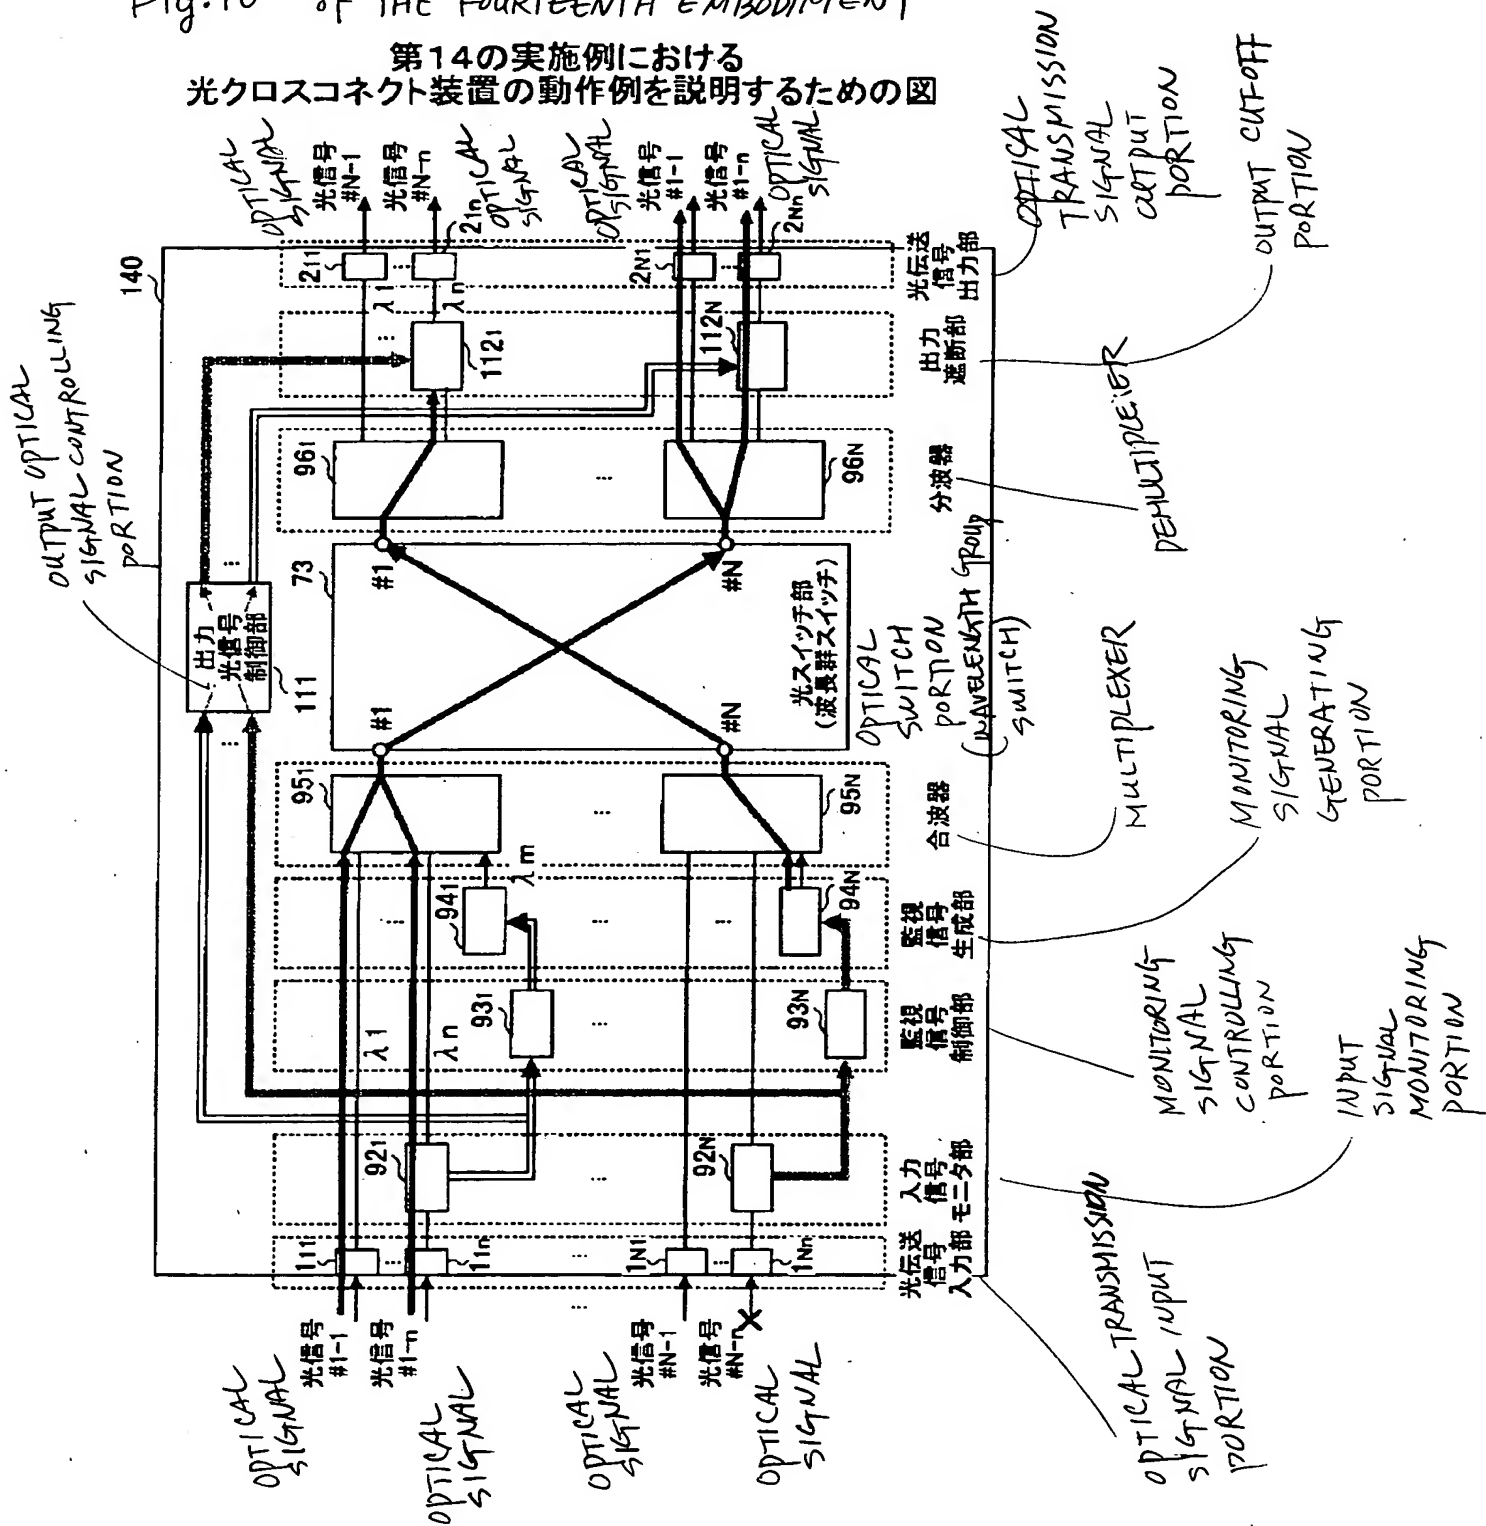 Fig. 10 OF THE FOURTEENTH EMBODIMENT
第14の実施例における
光クロスコネクト装置の動作例を説明するための図
OPTICAL
SIGNAL
光信号
#N-1
光信号
#N-n
OPTICAL
SIGNAL
OPTICAL
SIGNAL
光信号
#1-1
光信号
#1-n
OPTICAL
SIGNAL
OPTICAL
TRANSMISSION
SIGNAL
OUTPUT
PORTION
OUTPUT CUTOFF
PORTION
140
211
21n
2N1
2Nn
光伝送
信号
出力部
λ1
λn
1121
112N
出力
遮断部
OUTPUT OPTICAL
SIGNAL CONTROLLING
PORTION
961
96N
分波器
DEMULTIPLEIER
出力
光信号
制御部
111
73
#1
#N
#1
#N
光スイッチ部
(波長群スイッチ)
OPTICAL
SWITCH
PORTION
(WAVELENGTH GROUP
SWITCH)
951
95N
合波器
MULTIPLEXER
λm
941
94N
監視
信号
生成部
MONITORING
SIGNAL
GENERATING
PORTION
931
93N
監視
信号
制御部
MONITORING
SIGNAL
CONTROLLING
PORTION
λ1
λn
921
92N
入力
信号
モニタ部
INPUT
SIGNAL
MONITORING
PORTION
111
11n
1N1
1Nn
光伝送
信号
入力部
OPTICAL TRANSMISSION
SIGNAL INPUT
PORTION
光信号
#1-1
光信号
#1-n
光信号
#N-1
光信号
#N-n
OPTICAL
SIGNAL
OPTICAL
SIGNAL
OPTICAL
SIGNAL
OPTICAL
SIGNAL